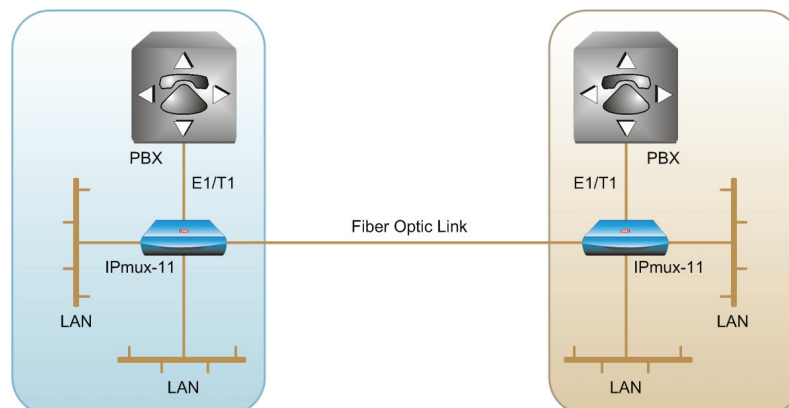 PBX
PBX
E1/T1
E1/T1
Fiber Optic Link
IPmux-11
IPmux-11
LAN
LAN
LAN
LAN